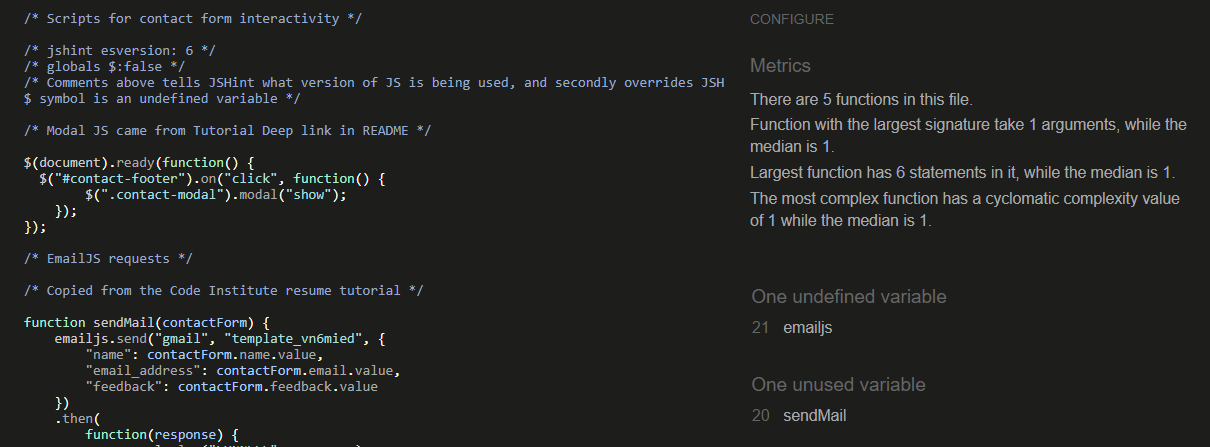 /* Scripts for contact form interactivity */
/* jshint esversion: 6 */
/* globals $:false */
/* Comments above tells JSHint what version of JS is being used, and secondly overrides JSH
$ symbol is an undefined variable */
/* Modal JS came from Tutorial Deep link in README */
$(document).ready(function() {
$("#contact-footer").on("click", function() {
$(".contact-modal").modal("show");
});
});
/* EmailJS requests */
/* Copied from the Code Institute resume tutorial */
function sendMail(contactForm) {
emailjs.send("gmail", "template_vn6mied", {
"name": contactForm.name.value,
"email_address": contactForm.email.value,
"feedback": contactForm.feedback.value
})
.then(
function(response) {
CONFIGURE
Metrics
There are 5 functions in this file.
Function with the largest signature take 1 arguments, while the
median is 1.
Largest function has 6 statements in it, while the median is 1.
The most complex function has a cyclomatic complexity value
of 1 while the median is 1.
One undefined variable
21 emailjs
One unused variable
20 sendMail